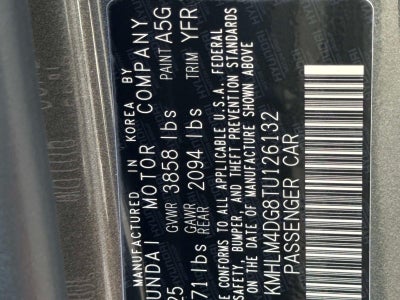 IN KOREA BY
UNDAI MOTOR COMPANY
25 GVWR 3858 lbs PAINT A5G
71 lbs GAWR REAR 2094 lbs TRIM YFR
E CONFORMS TO ALL APPLICABLE U.S.A. FEDERAL
SAFETY, BUMPER, AND THEFT PREVENTION STANDARDS
DATE OF MANUFACTURE SHOWN ABOVE
KMHLM4DG8TU126132
PASSENGER CAR